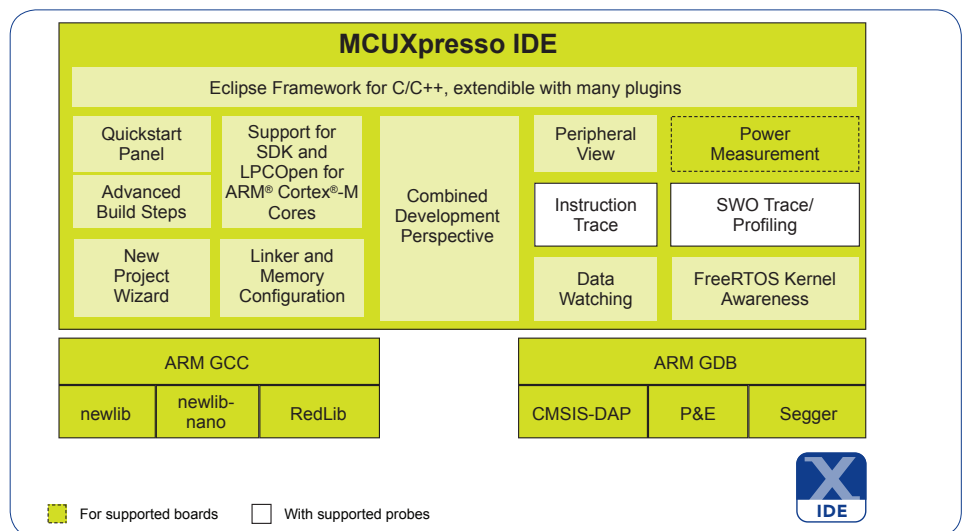 MCUXpresso IDE
Eclipse Framework for C/C++, extendible with many plugins
Quickstart
Panel
Advanced
Build Steps
New
Project
Wizard
Support for
SDK and
LPCOpen for
ARM® Cortex®-M
Cores
Linker and
Memory
Configuration
Combined
Development
Perspective
Peripheral
View
Power
Measurement
Instruction
Trace
SWO Trace/
Profiling
Data
Watching
FreeRTOS Kernel
Awareness
ARM GCC
newlib
newlib-
nano
RedLib
ARM GDB
CMSIS-DAP
P&E
Segger
X
IDE
For supported boards
With supported probes